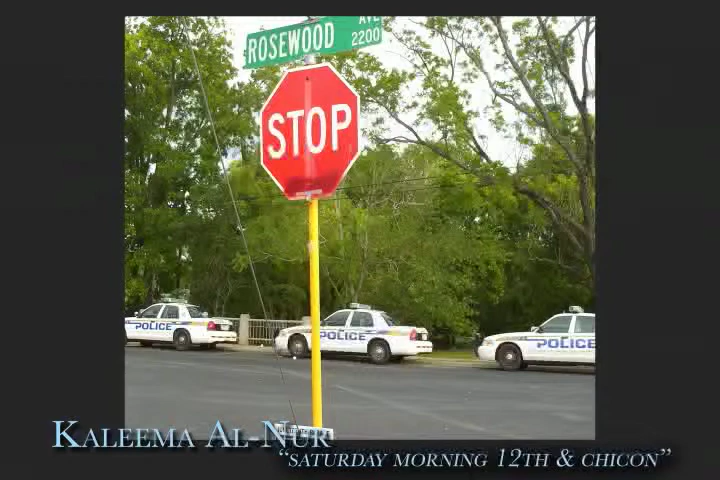 ROSEWOOD AVE
2200
STOP
POLICE
POLICE
POLICE
KALEEMA AL-NUR
"SATURDAY MORNING 12TH & CHICON"